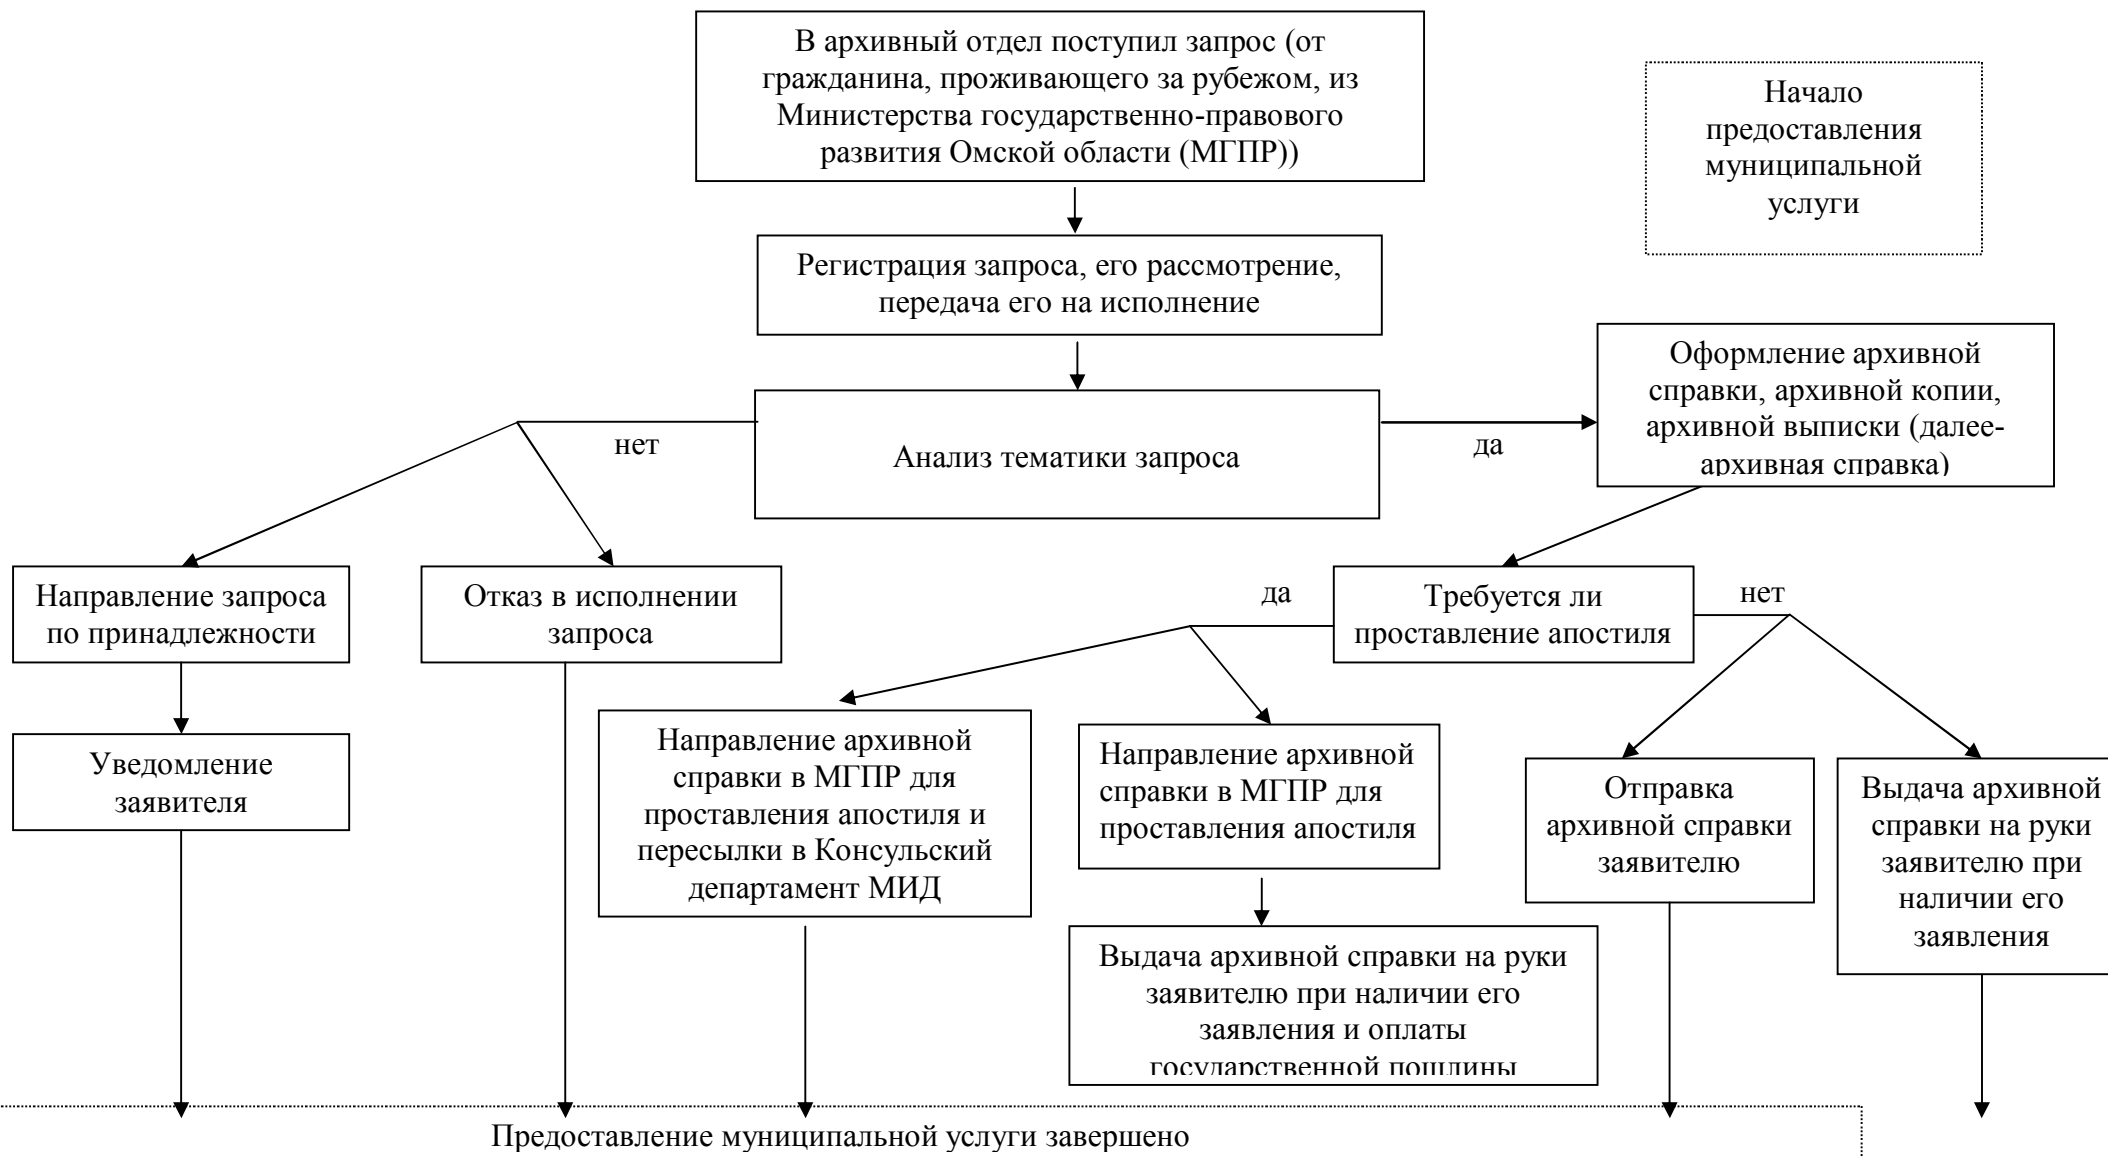 В архивный отдел поступил запрос (от
гражданина, проживающего за рубежом, из
Министерства государственно-правового
развития Омской области (МГПР))
Начало
предоставления
муниципальной
услуги
Регистрация запроса, его рассмотрение,
передача его на исполнение
Оформление архивной
справки, архивной копии,
архивной выписки (далее-
архивная справка)
нет
Анализ тематики запроса
да
Направление запроса
по принадлежности
Отказ в исполнении
запроса
да
Требуется ли
проставление апостиля
нет
Уведомление
заявителя
Направление архивной
справки в МГПР для
проставления апостиля и
пересылки в Консульский
департамент МИД
Направление архивной
справки в МГПР для
проставления апостиля
Отправка
архивной справки
заявителю
Выдача архивной
справки на руки
заявителю при
наличии его
заявления
Выдача архивной справки на руки
заявителю при наличии его
заявления и оплаты
государственной пошлины
Предоставление муниципальной услуги завершено